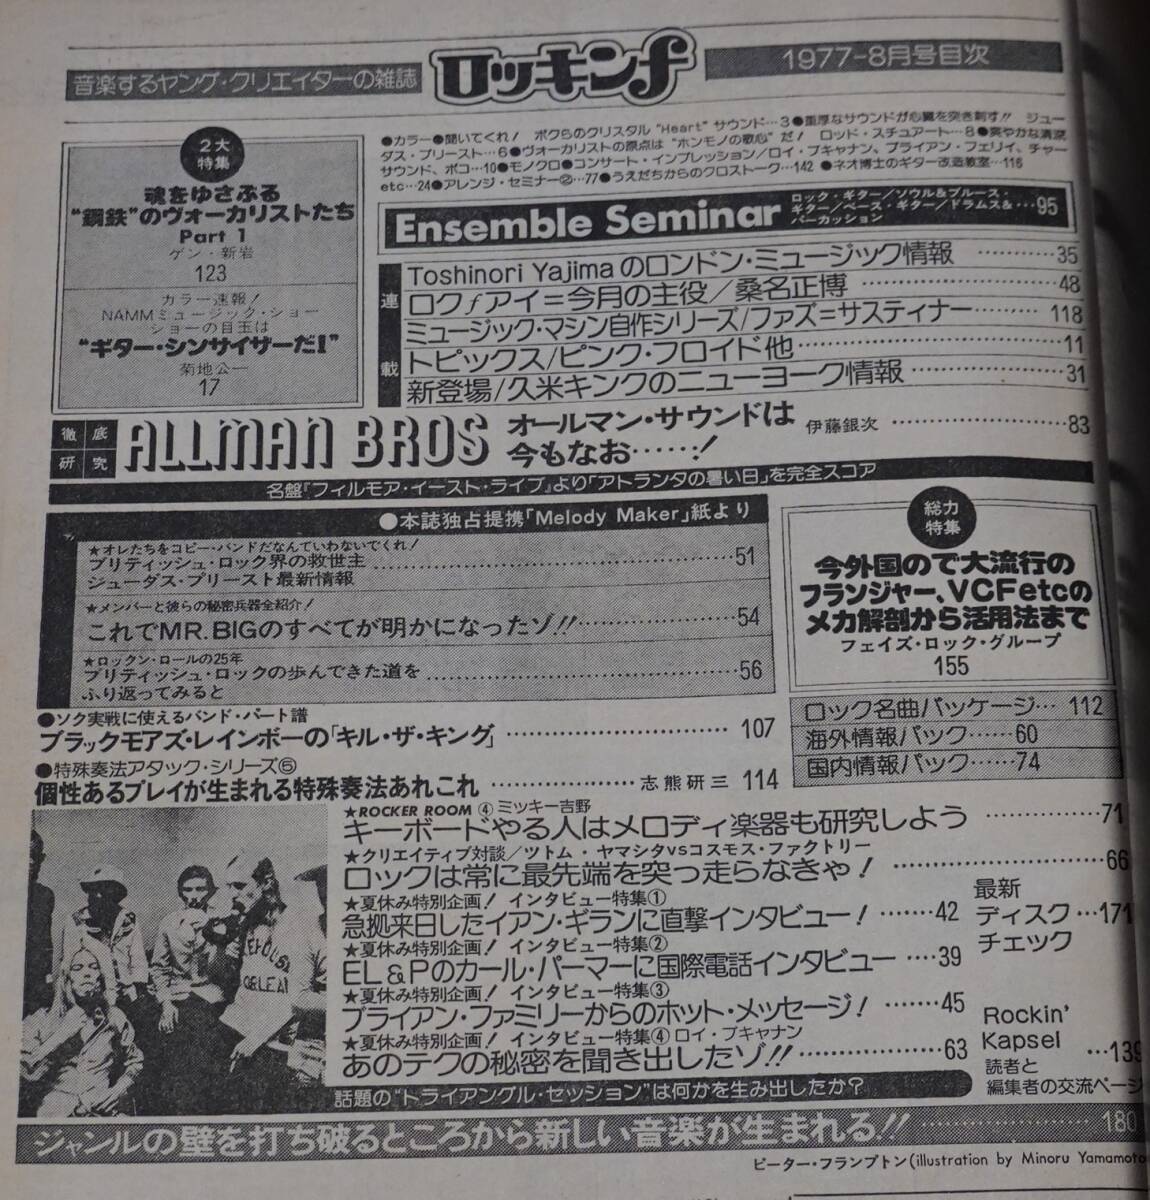 音楽するヤング・クリエイターの雑誌
ロッキンf
1977-8月号目次
●カラー●聞いてくれ! ボクらのクリスタル "Heart" サウンド…3●重厚なサウンドが心臓を突き刺す!! ジュー
ダス・プリースト…6●ヴォーカリストの原点は "ホンモノの歌心" だ! ロッド・スチュアート…8●爽やかな清涼
サウンド、ポコ…10●モノクロ●コンサート・インプレッション/ロイ・ブキャナン、ブライアン・フェリイ、チャー
etc…24●アレンジ・セミナー②…77●うえだちからのクロストーク…142 ●ネオ博士のギター改造教室…116
2大
特集
魂をゆさぶる
"鋼鉄"のヴォーカリストたち
Part 1
ゲン・新岩
123
カラー速報!
NAMMミュージック・ショー
ショーの目玉は
"ギター・シンサイザーだ!"
菊地公一
17
Ensemble Seminar
ロック・ギター/ソウル&ブルース・
ギター/ベース・ギター/ドラムス&
パーカッション
…95
連載
Toshinori Yajimaのロンドン・ミュージック情報 …………35
ロクfアイ=今月の主役/桑名正博 …………48
ミュージック・マシン自作シリーズ/ファズ=サスティナー………118
トピックス/ピンク・フロイド他…………11
新登場/久米キンクのニューヨーク情報 …………31
徹底
研究
ALLMAN BROS
オールマン・サウンドは
今もなお……!
伊藤銀次 …………83
名盤『フィルモア・イースト・ライブ』より「アトランタの暑い日」を完全スコア
●本誌独占提携「Melody Maker」紙より
★オレたちをコピー・バンドだなんていわないでくれ!
ブリティッシュ・ロック界の救世主
ジューダス・プリースト最新情報
…………51
★メンバーと彼らの秘密兵器全紹介!
これでMR.BIGのすべてが明かになったゾ!!…………54
★ロックン・ロールの25年
ブリティッシュ・ロックの歩んできた道を
ふり返ってみると
…………56
総力
特集
今外国のので大流行の
フランジャー、VCFetcの
メカ解剖から活用法まで
フェイズ・ロック・グループ
155
●ソク実戦に使えるバンド・パート譜
ブラックモアズ・レインボーの「キル・ザ・キング」…………107
●特殊奏法アタック・シリーズ⑤
個性あるプレイが生まれる特殊奏法あれこれ …………志熊研三 114
ロック名曲パッケージ… 112
海外情報パック……60
国内情報パック……74
★ROCKER ROOM ④ ミッキー吉野
キーボードやる人はメロディ楽器も研究しよう …………71
★クリエイティブ対談/ツトム・ヤマシタvsコスモス・ファクトリー
ロックは常に最先端を突っ走らなきゃ! …………66
★夏休み特別企画! インタビュー特集①
急拠来日したイアン・ギランに直撃インタビュー! ……42
★夏休み特別企画! インタビュー特集②
EL&Pのカール・パーマーに国際電話インタビュー ……39
★夏休み特別企画! インタビュー特集③
ブライアン・ファミリーからのホット・メッセージ! ……45
★夏休み特別企画! インタビュー特集④ ロイ・ブキャナン
あのテクの秘密を聞き出したゾ!! …………63
最新
ディスク …171
チェック
Rockin'
Kapsel …139
読者と
編集者の交流ページ
話題の"トライアングル・セッション"は何かを生み出したか?
ジャンルの壁を打ち破るところから新しい音楽が生まれる!! …………180
ピーター・フランプトン(illustration by Minoru Yamamoto